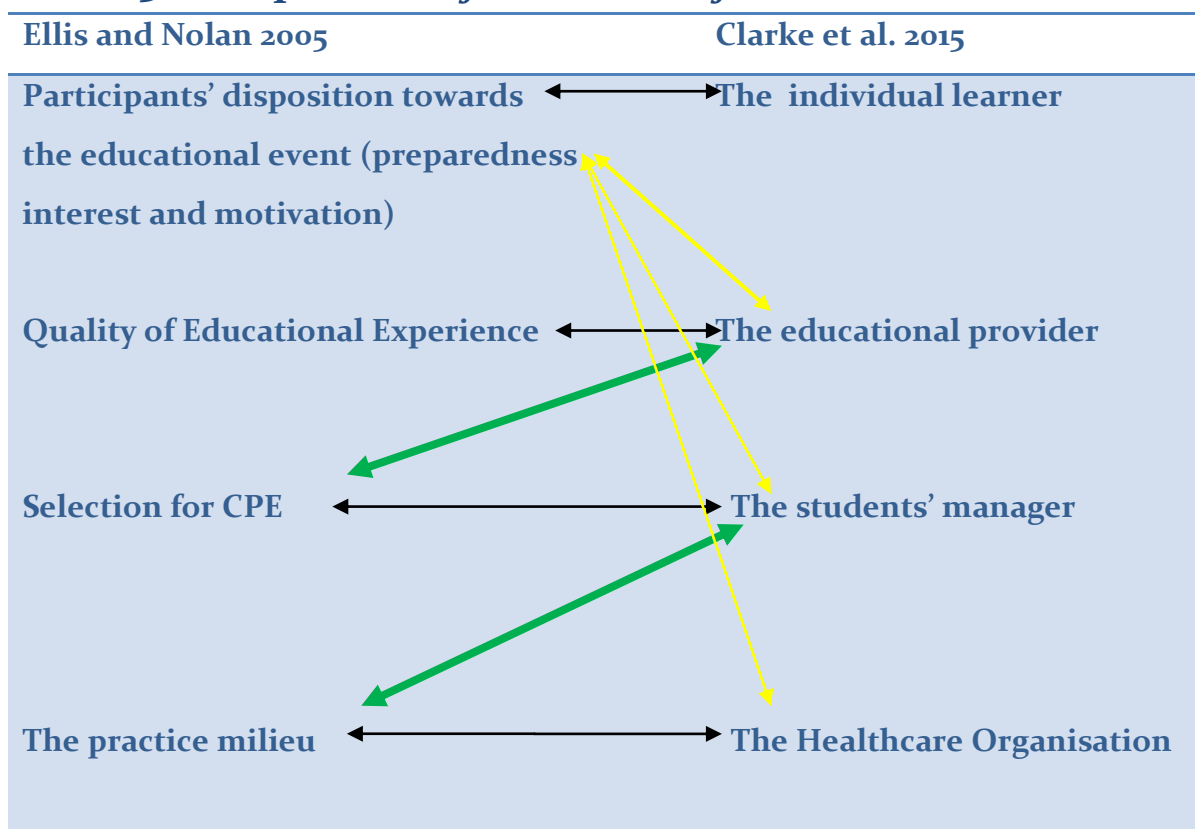 Ellis and Nolan 2005 Clarke et al. 2015
Participants’ disposition towards The individual learner
the educational event (preparedness
interest and motivation)
Quality of Educational Experience The educational provider
Selection for CPE The students’ manager
The practice milieu The Healthcare Organisation